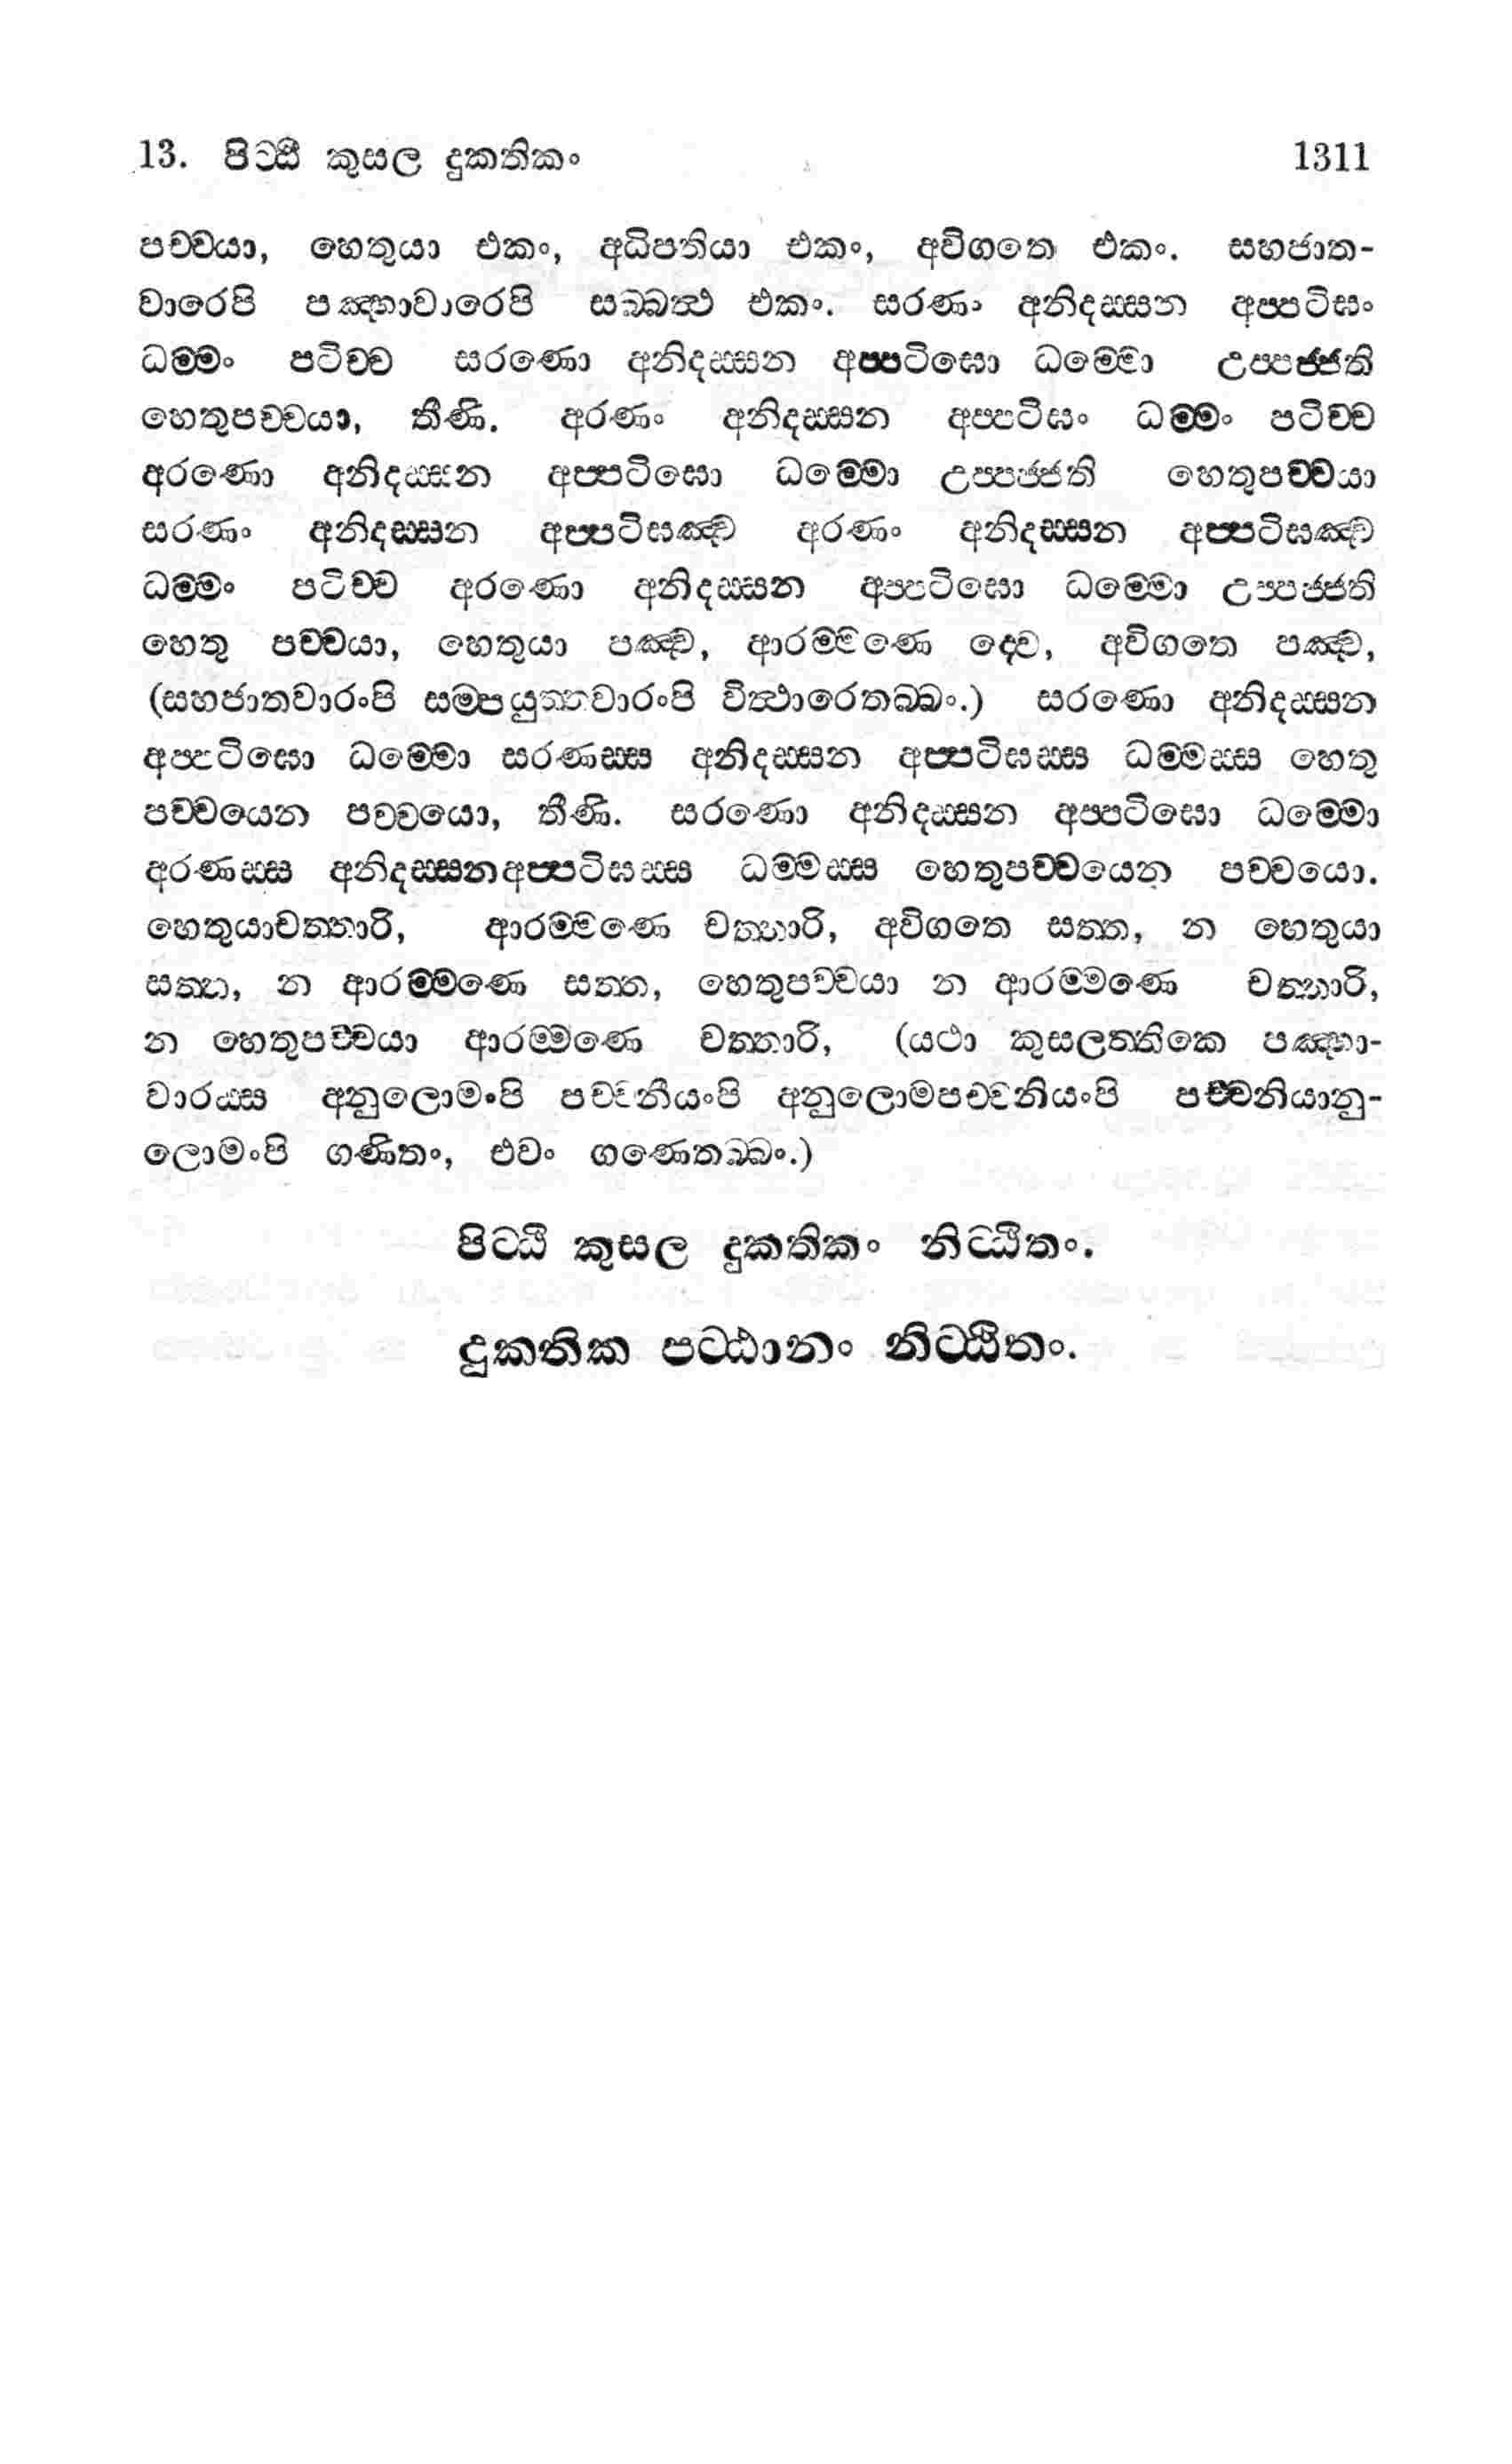 13. පිට්ඨි කුසල දුකතිකං 1311
පච්චයා, හෙතුයා එකං, අධිපතියා එකං, අවිගතෙ එකං. සහජාත-
වාරෙපි පඤ්හාවාරෙපි සබ්බත්ථ එකං. සරණං අනිදස්සන අප්පටිඝං
ධම්මං පටිච්ච සරණො අනිදස්සන අප්පටිඝො ධම්මො උප්පජ්ජති
හෙතුපච්චයා, තීණි. අරණං අනිදස්සන අප්පටිඝං ධම්මං පටිච්ච
අරණො අනිදස්සන අප්පටිඝො ධම්මො උප්පජ්ජති හෙතුපච්චයා
සරණං අනිදස්සන අප්පටිඝඤ්ච අරණං අනිදස්සන අප්පටිඝඤ්ච
ධම්මං පටිච්ච අරණො අනිදස්සන අප්පටිඝො ධම්මො උප්පජ්ජති
හෙතු පච්චයා, හෙතුයා පඤ්ච, ආරම්මණෙ ද්වෙ, අවිගතෙ පඤ්ච,
(සහජාතවාරංපි සම්පයුත්තවාරංපි විත්ථාරෙතබ්බං.) සරණො අනිදස්සන
අප්පටිඝො ධම්මො සරණස්ස අනිදස්සන අප්පටිඝස්ස ධම්මස්ස හෙතු
පච්චයෙන පච්චයො, තීණි. සරණො අනිදස්සන අප්පටිඝො ධම්මො
අරණස්ස අනිදස්සනඅප්පටිඝස්ස ධම්මස්ස හෙතුපච්චයෙන පච්චයො.
හෙතුයාචත්තාරි, ආරම්මණෙ චත්තාරි, අවිගතෙ සත්ත, න හෙතුයා
සත්ත, න ආරම්මණෙ සත්ත, හෙතුපච්චයා න ආරම්මණෙ චත්තාරි,
න හෙතුපච්චයා ආරම්මණෙ චත්තාරි, (යථා කුසලත්තිකෙ පඤ්හා-
වාරස්ස අනුලොමංපි පච්චනීයංපි අනුලොමපච්චනියංපි පච්චනියානු-
ලොමංපි ගණිතං, එවං ගණෙතබ්බං.)
පිට්ඨි කුසල දුකතිකං නිට්ඨිතං.
දුකතික පට්ඨානං නිට්ඨිතං.